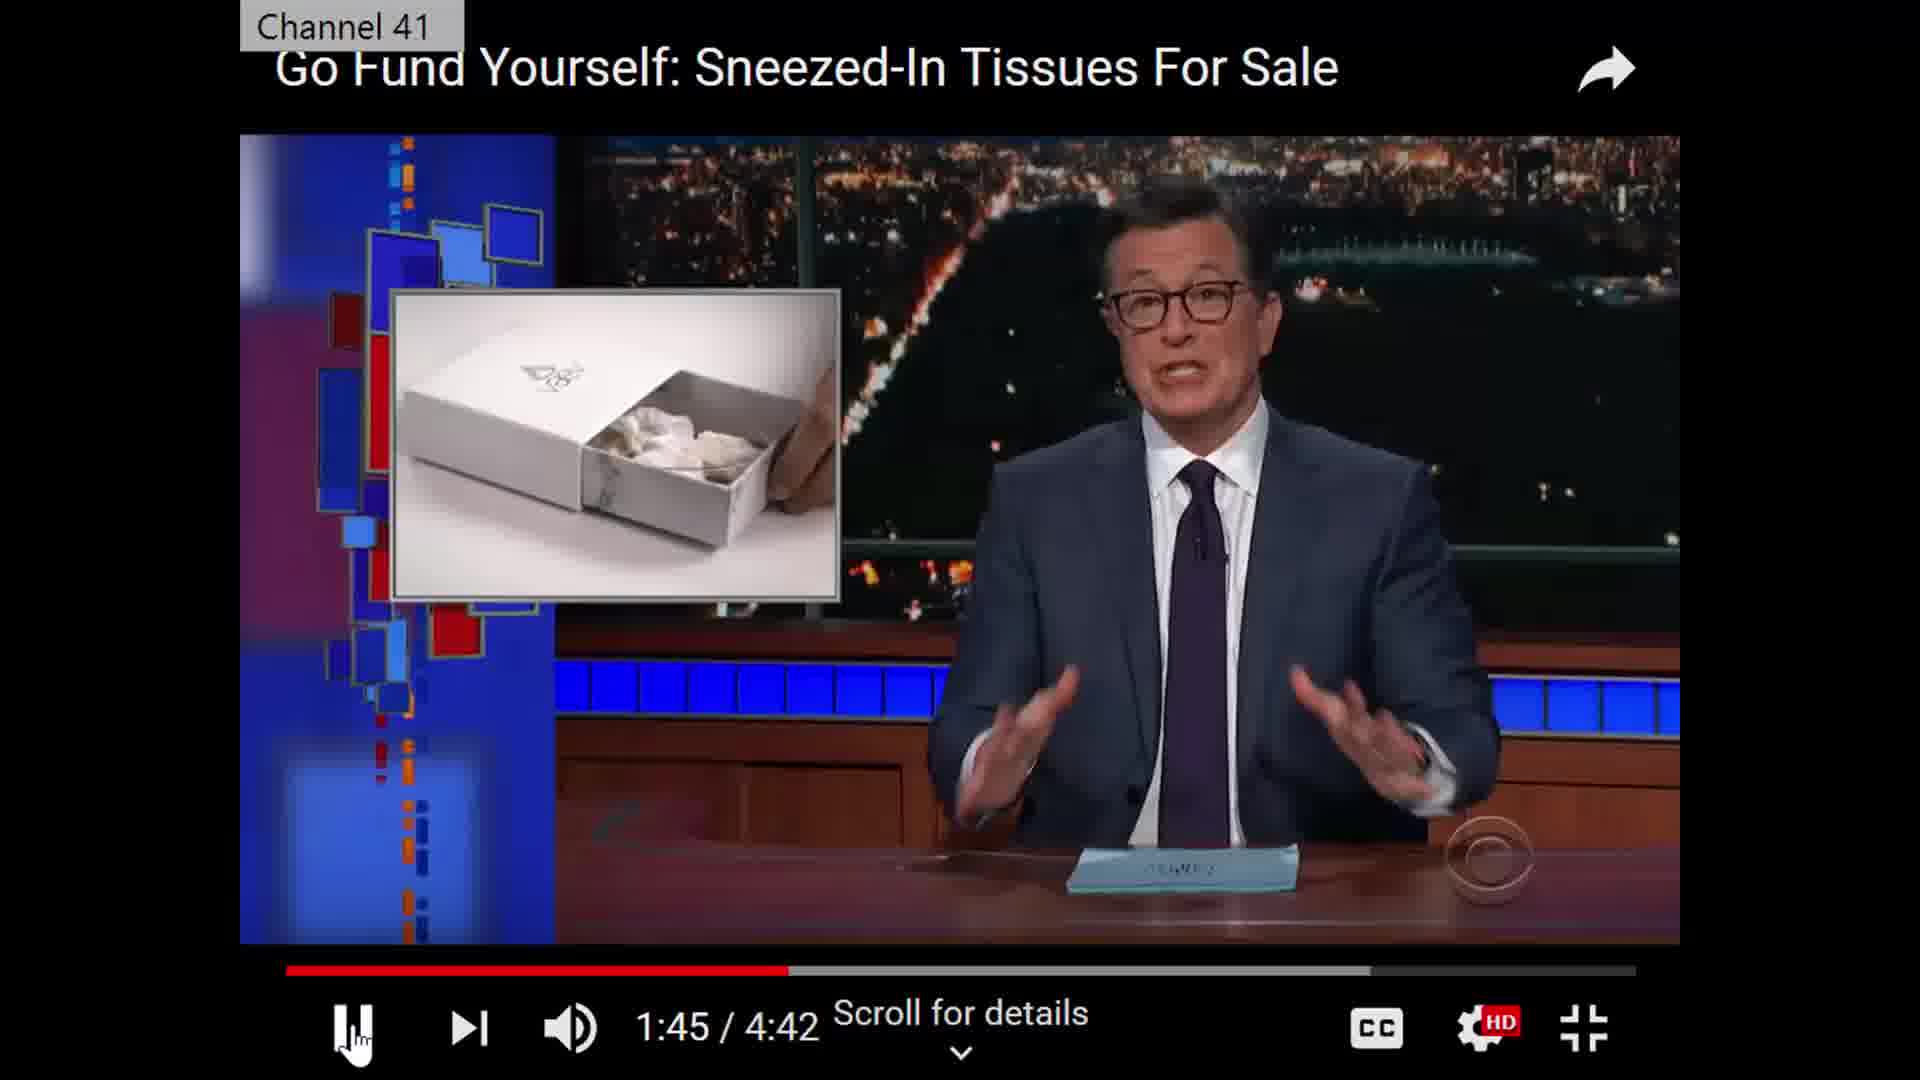 Channel 41
Go Fund Yourself: Sneezed-In Tissues For Sale
1:45 / 4:42
Scroll for details
CC
HD